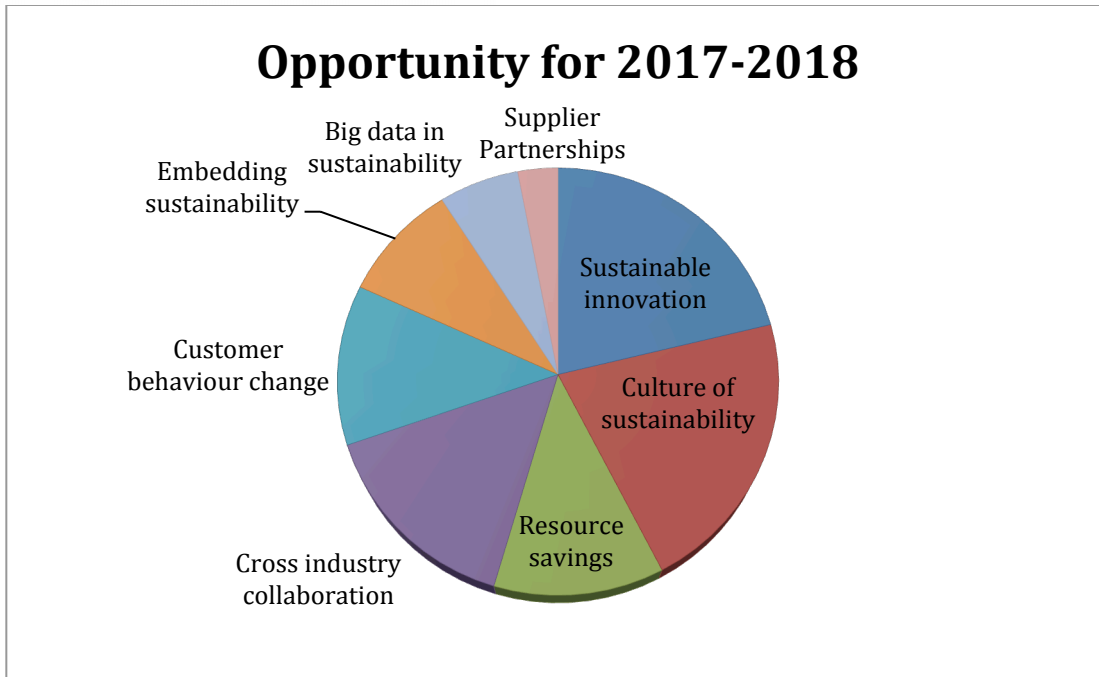 Opportunity for 2017-2018
Supplier
Partnerships
Big data in
sustainability
Embedding
sustainability
Sustainable
innovation
Customer
behaviour change
Culture of
sustainability
Resource
savings
Cross industry
collaboration